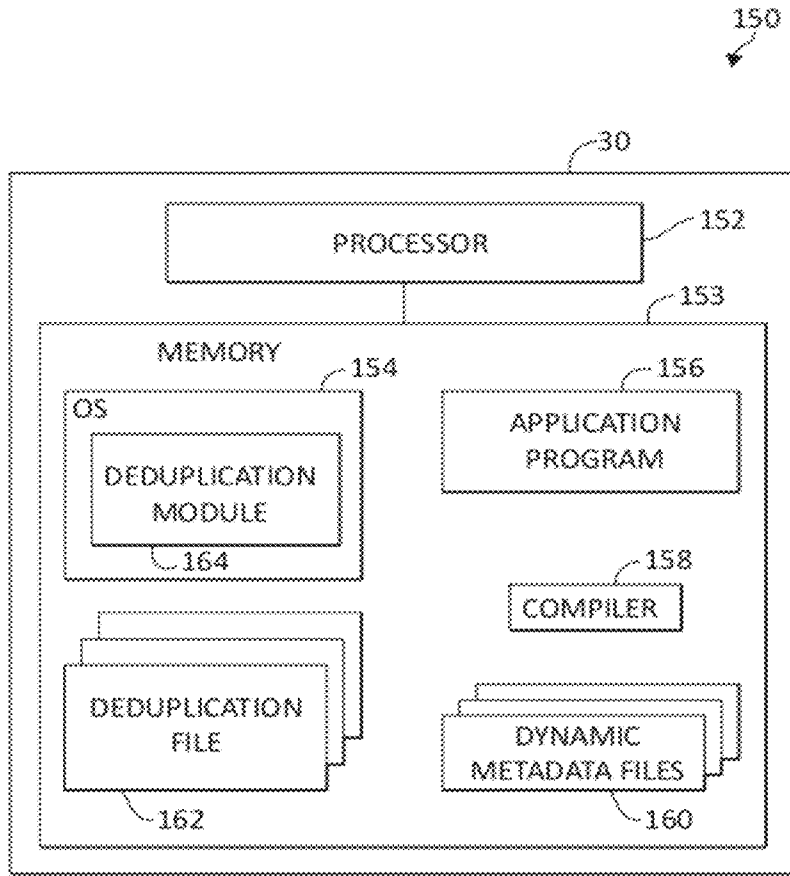 150
30
PROCESSOR
152
153
MEMORY
154
156
OS
DEDUPLICATION
MODULE
164
APPLICATION
PROGRAM
158
COMPILER
DEDUPLICATION
FILE
162
DYNAMIC
METADATA FILES
160